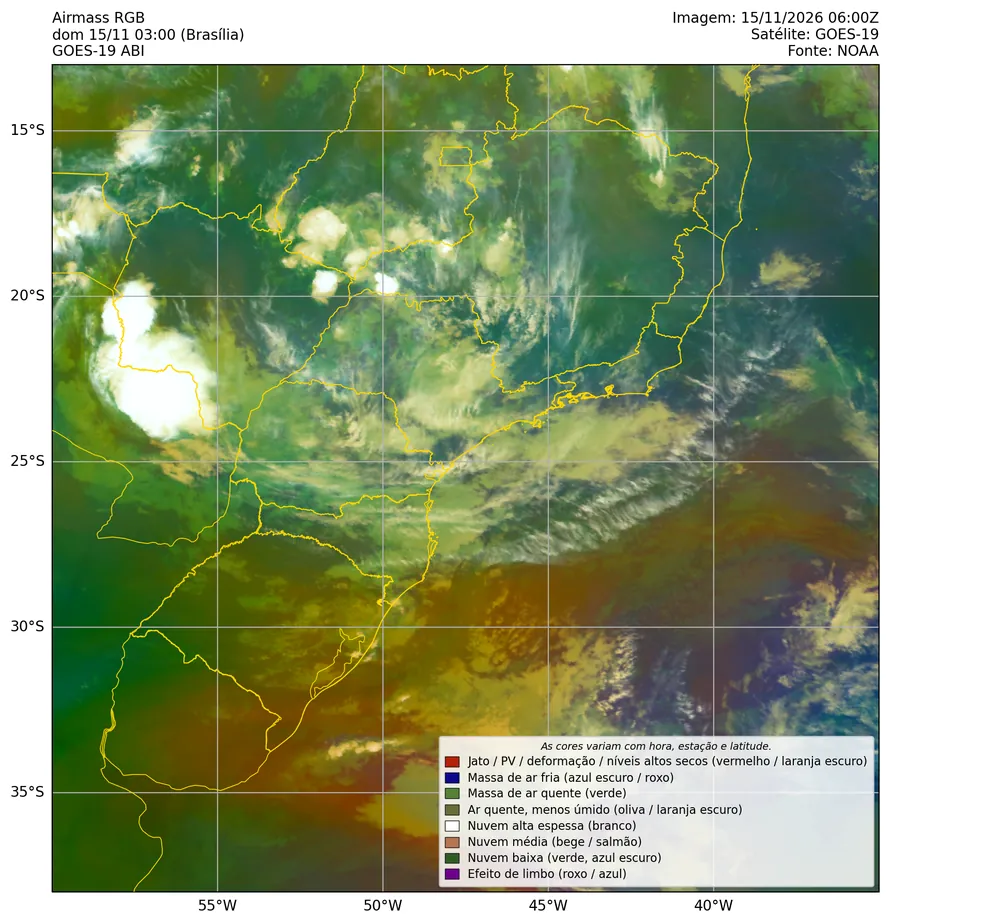 Airmass RGB
dom 15/11 03:00 (Brasília)
GOES-19 ABI
Imagem: 15/11/2026 06:00Z
Satélite: GOES-19
Fonte: NOAA
15°S
20°S
25°S
30°S
35°S
55°W
50°W
45°W
40°W
As cores variam com hora, estação e latitude.
Jato / PV / deformação / níveis altos secos (vermelho / laranja escuro)
Massa de ar fria (azul escuro / roxo)
Massa de ar quente (verde)
Ar quente, menos úmido (oliva / laranja escuro)
Nuvem alta espessa (branco)
Nuvem média (bege / salmão)
Nuvem baixa (verde, azul escuro)
Efeito de limbo (roxo / azul)